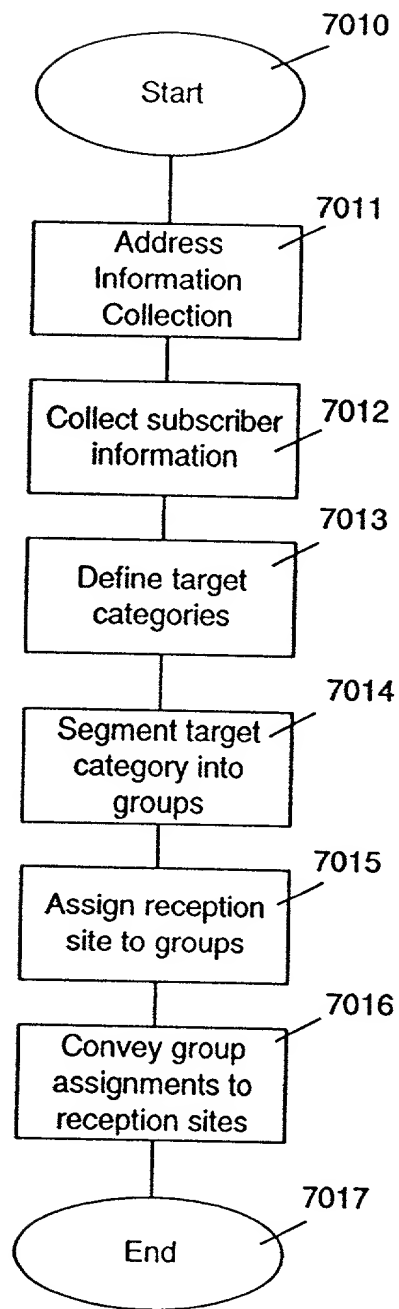 7010
Start
7011
Address
Information
Collection
7012
Collect subscriber
information
7013
Define target
categories
7014
Segment target
category into
groups
7015
Assign reception
site to groups
7016
Convey group
assignments to
reception sites
7017
End